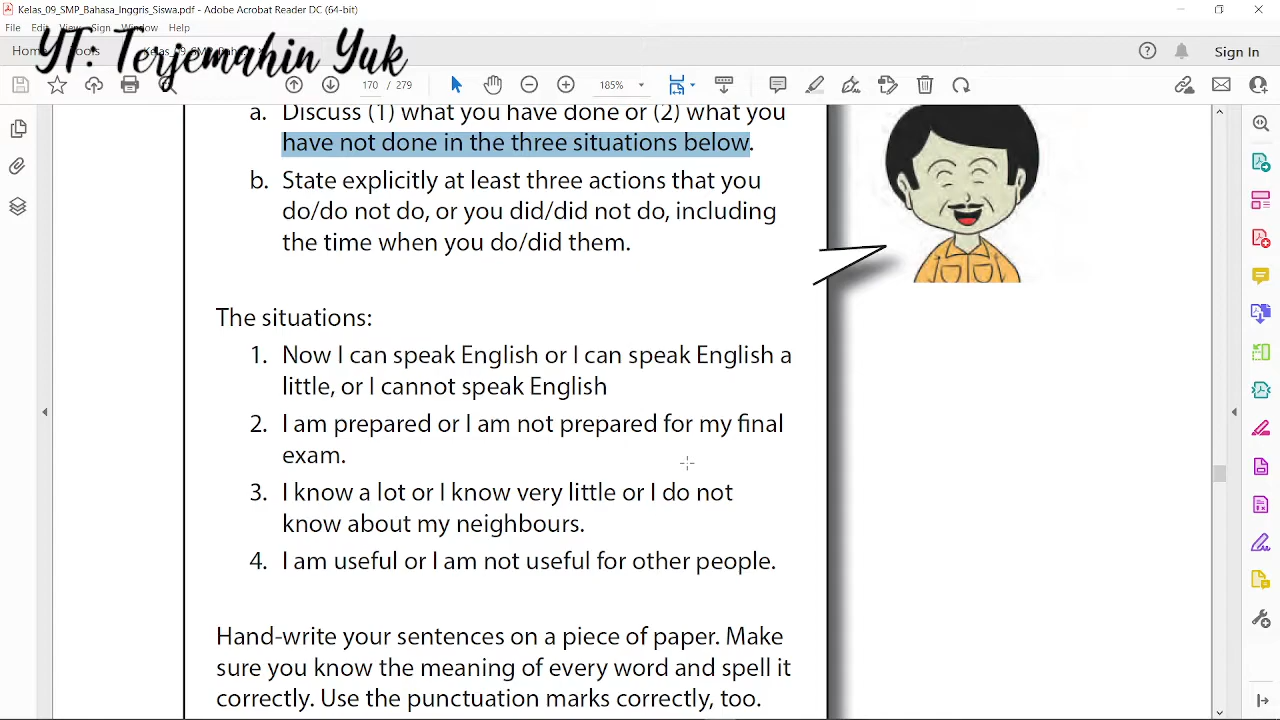 Kelas_09_SMP_Bahasa_Inggris_Siswa.pdf - Adobe Acrobat Reader DC (64-bit)
File Edit View Sign Window Help
YT: Terjemahin Yuk
Home Tools
Sign In
170 / 279
185%
a. Discuss (1) what you have done or (2) what you
have not done in the three situations below.
b. State explicitly at least three actions that you
do/do not do, or you did/did not do, including
the time when you do/did them.
The situations:
1. Now I can speak English or I can speak English a
little, or I cannot speak English
2. I am prepared or I am not prepared for my final
exam.
3. I know a lot or I know very little or I do not
know about my neighbours.
4. I am useful or I am not useful for other people.
Hand-write your sentences on a piece of paper. Make
sure you know the meaning of every word and spell it
correctly. Use the punctuation marks correctly, too.